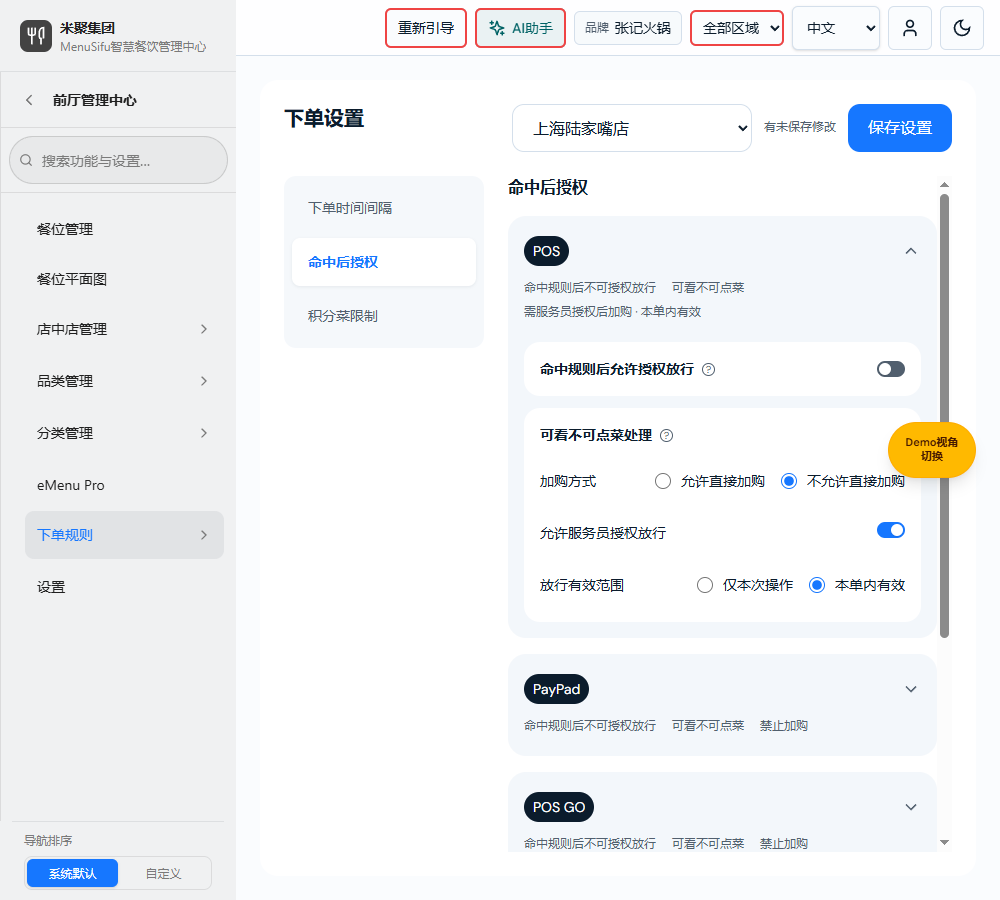 米聚集团
MenuSifu智慧餐饮管理中心
重新引导
AI助手
品牌 张记火锅
全部区域
中文
前厅管理中心
搜索功能与设置...
餐位管理
餐位平面图
店中店管理
品类管理
分类管理
eMenu Pro
下单规则
设置
导航排序
系统默认
自定义
下单设置
上海陆家嘴店
有未保存修改
保存设置
下单时间间隔
命中后授权
积分菜限制
命中后授权
POS
命中规则后不可授权放行 可看不可点菜
需服务员授权后加购 · 本单内有效
命中规则后允许授权放行 ?
可看不可点菜处理 ?
加购方式 允许直接加购 不允许直接加购
允许服务员授权放行
放行有效范围 仅本次操作 本单内有效
Demo视角
切换
PayPad
命中规则后不可授权放行 可看不可点菜 禁止加购
POS GO
命中规则后不可授权放行 可看不可点菜 禁止加购